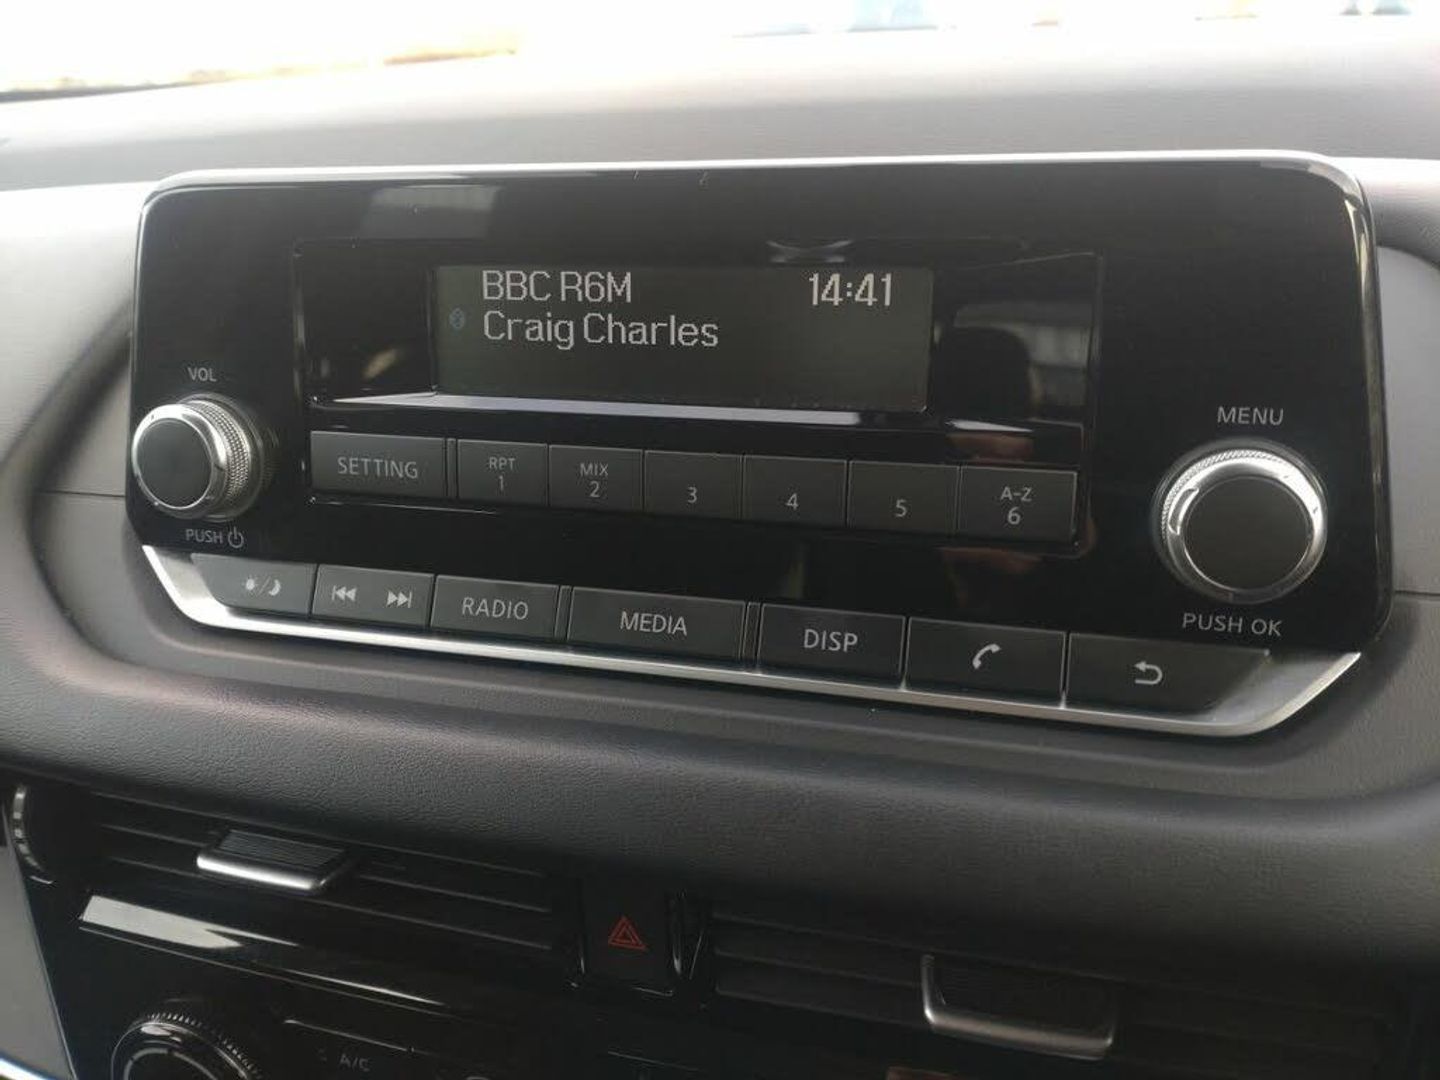 BBC R6M 14:41
Craig Charles
VOL
MENU
SETTING
RPT
1
MIX
2
3
4
5
A-Z
6
PUSH
PUSH OK
RADIO
MEDIA
DISP
A/C